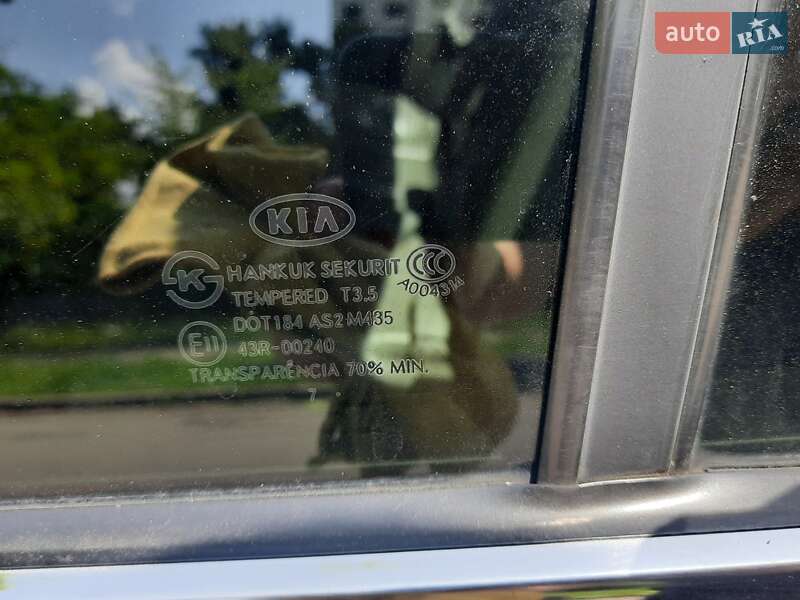 auto RIA
.com
KIA
HANKUK SEKURIT
CCC
A004314
TEMPERED T3.5
DOT184 AS2 M435
E11
43R-00240
TRANSPARÊNCIA 70% MIN.
7